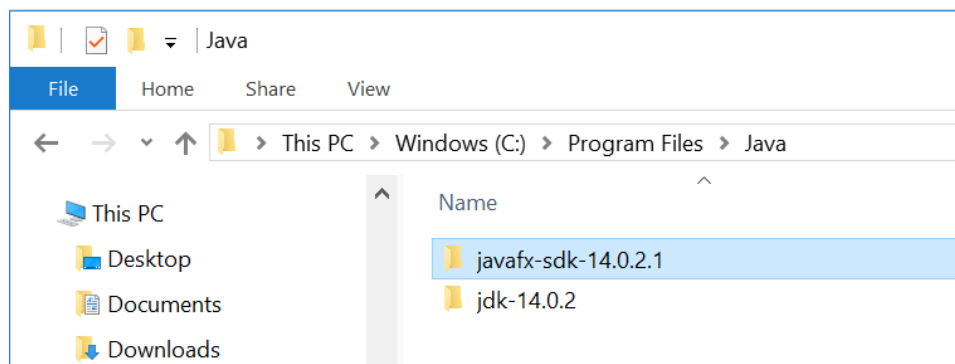 Java
File Home Share View
This PC Windows (C:) Program Files Java
This PC
Desktop
Documents
Downloads
Name
javafx-sdk-14.0.2.1
jdk-14.0.2